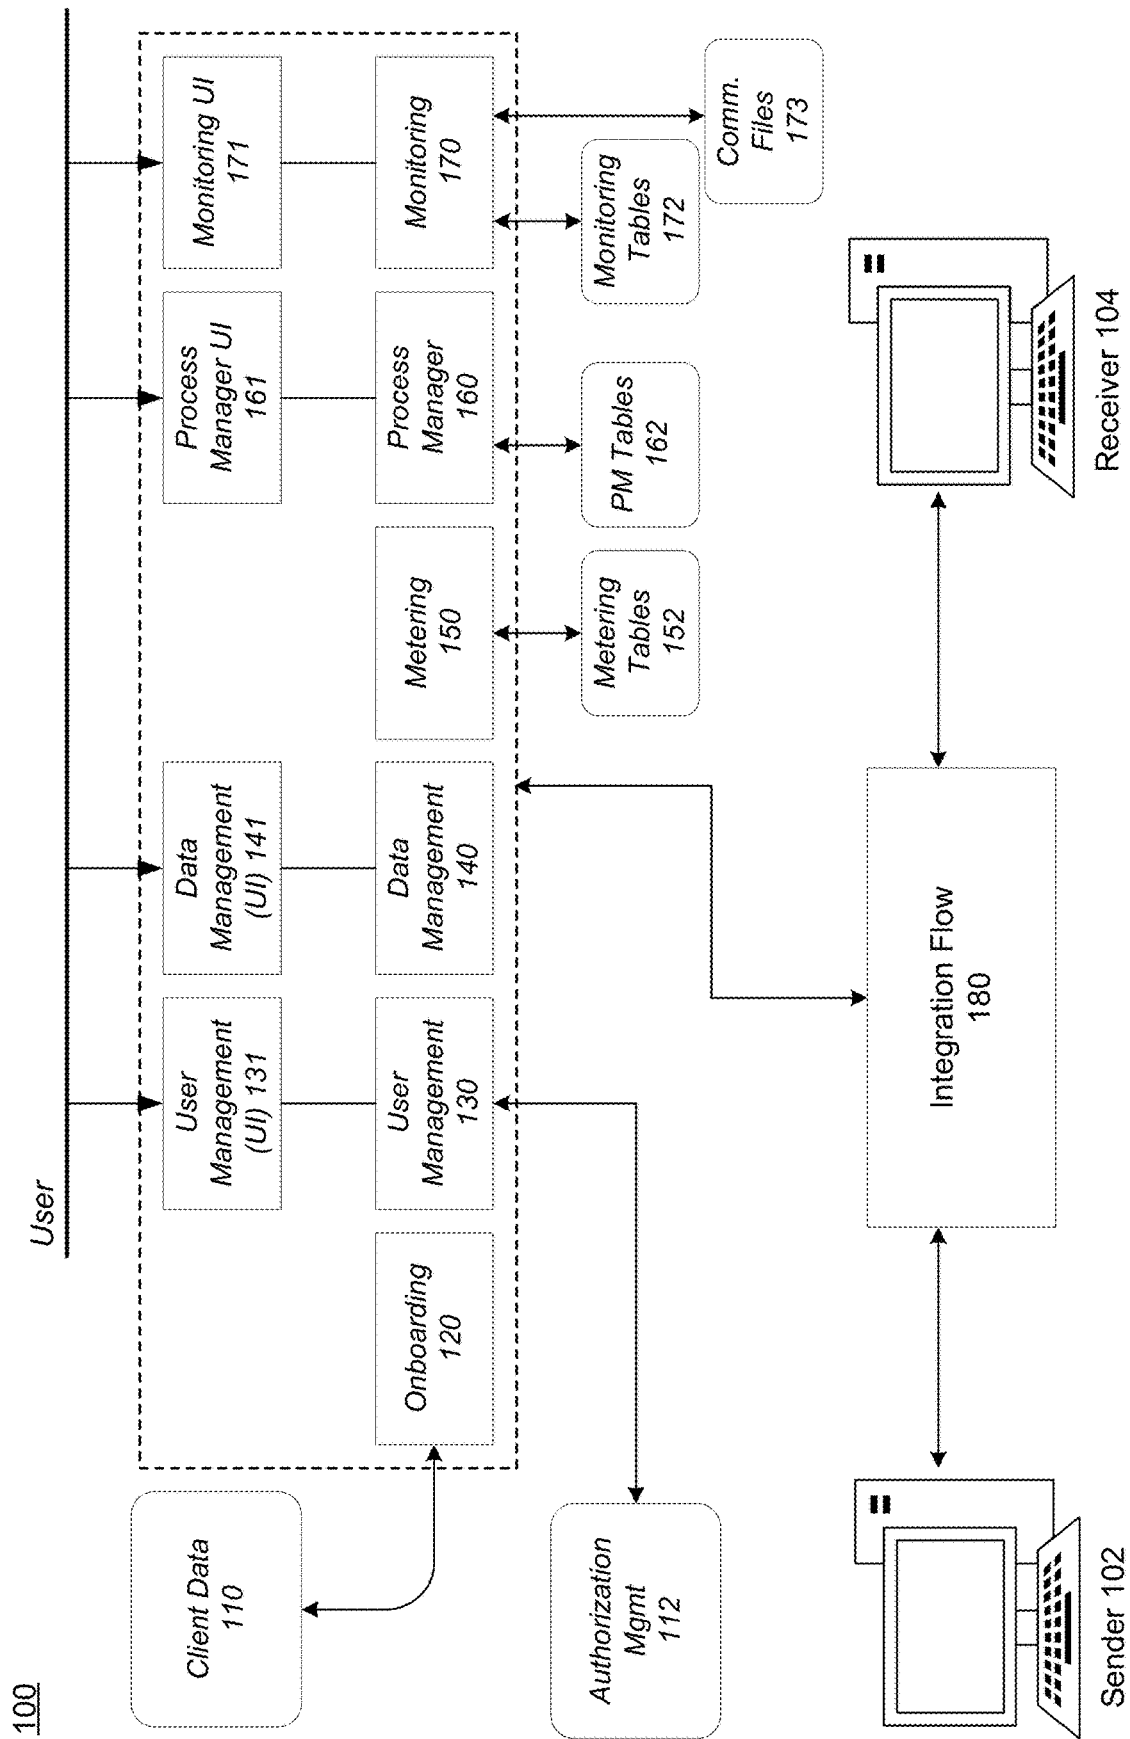 100
User
User
Management
(UI) 131
Data
Management
(UI) 141
Process
Manager UI
161
Monitoring UI
171
Client Data
110
Onboarding
120
User
Management
130
Data
Management
140
Metering
150
Process
Manager
160
Monitoring
170
Authorization
Mgmt
112
Metering
Tables
152
PM Tables
162
Monitoring
Tables
172
Comm.
Files
173
Integration Flow
180
Sender 102
Receiver 104